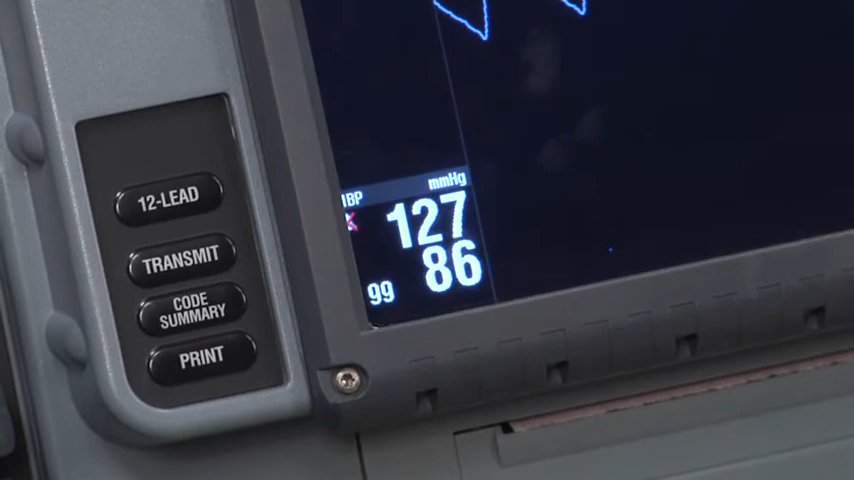 12-LEAD
TRANSMIT
CODE
SUMMARY
PRINT
IBP mmHg
127
86
99